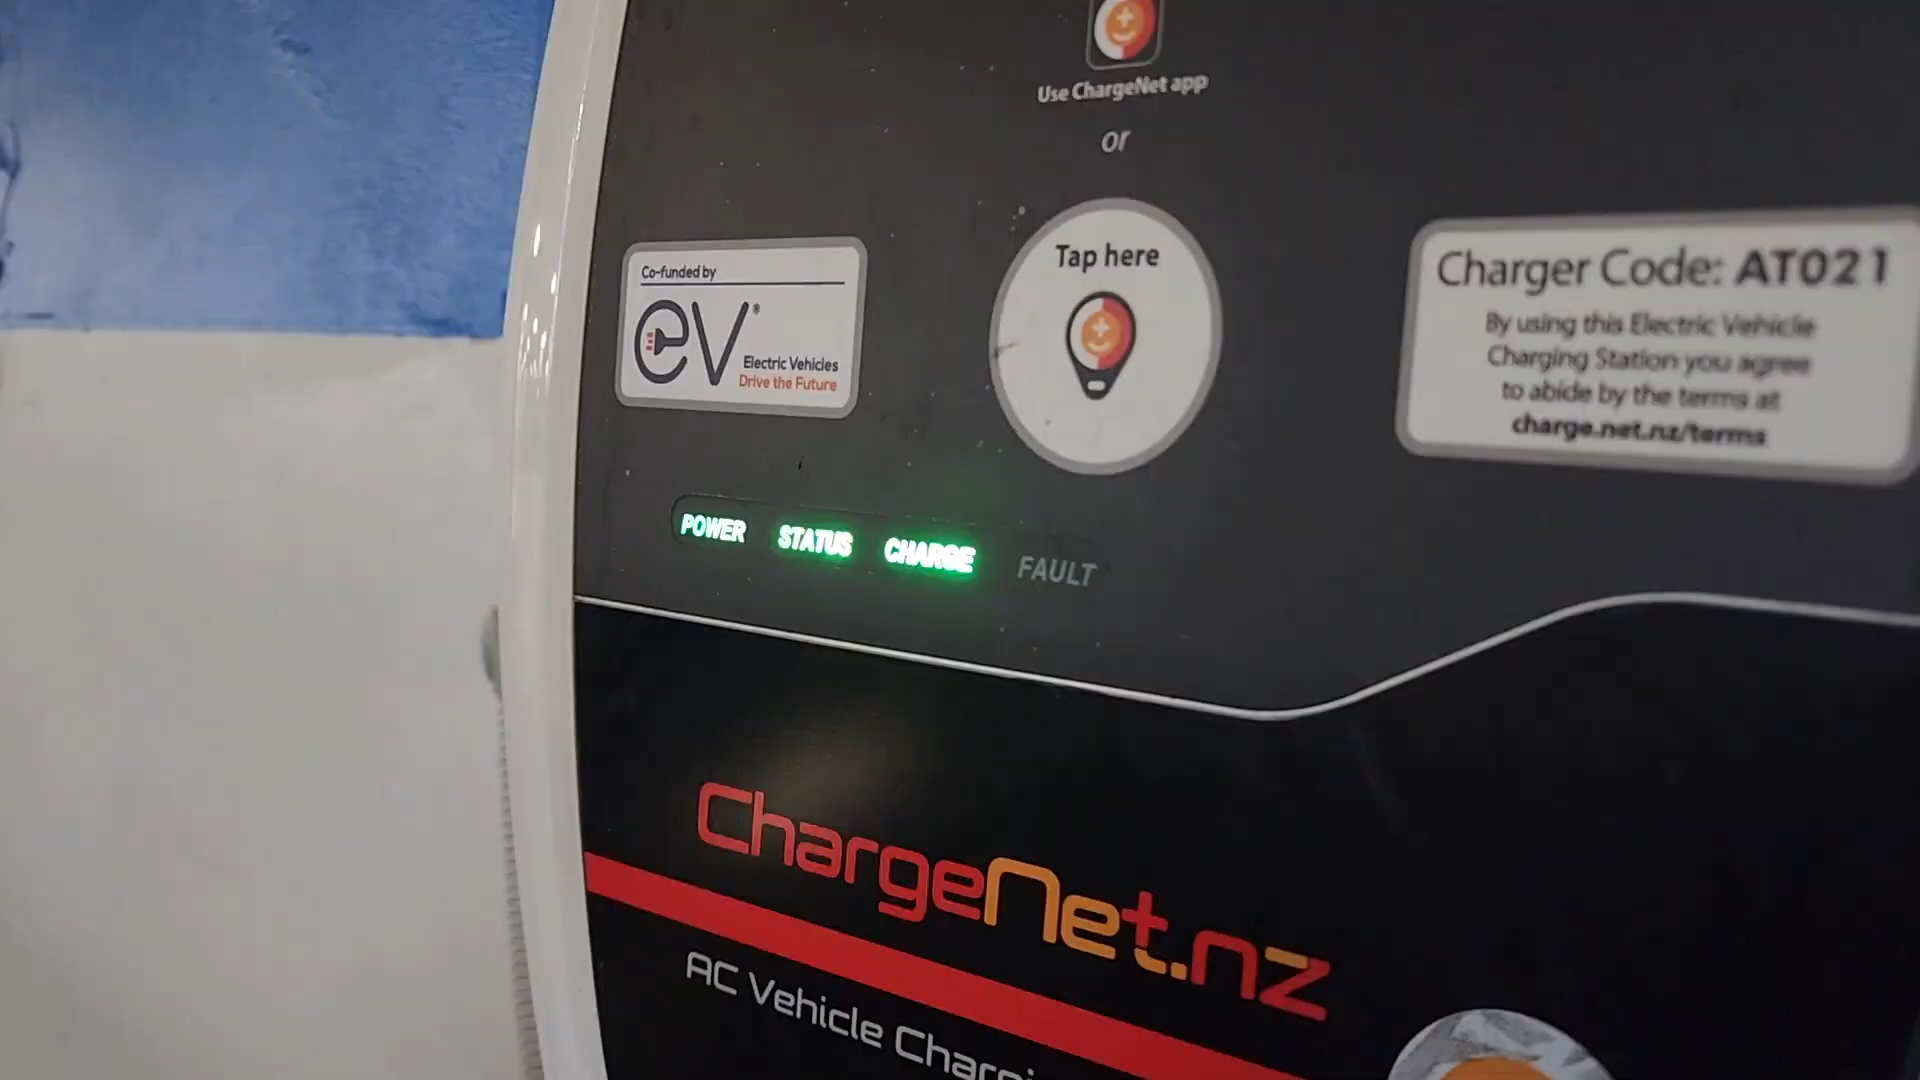 Use ChargeNet app
or
Co-funded by
eV®
Electric Vehicles
Drive the Future
Tap here
Charger Code: AT021
By using this Electric Vehicle
Charging Station you agree
to abide by the terms at
charge.net.nz/terms
POWER STATUS CHARGE FAULT
ChargeNet.nz
AC Vehicle Chargi